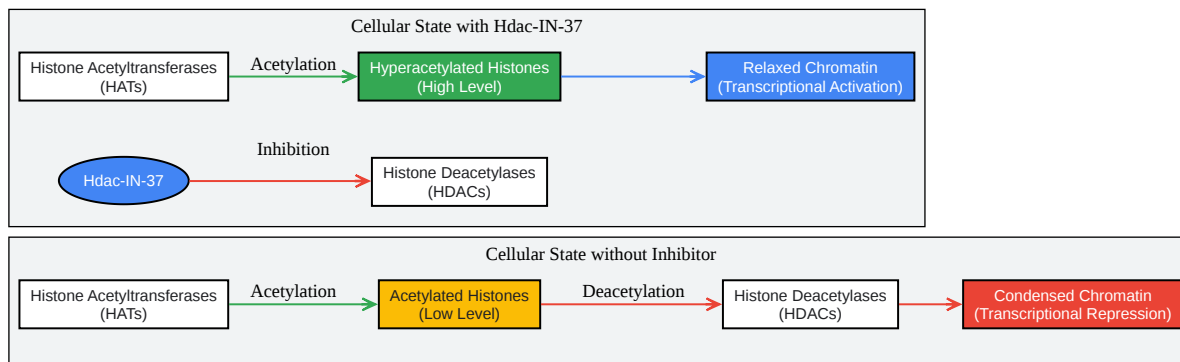 Cellular State with Hdac-IN-37
Histone Acetyltransferases
(HATs)
Acetylation
Hyperacetylated Histones
(High Level)
Relaxed Chromatin
(Transcriptional Activation)
Hdac-IN-37
Inhibition
Histone Deacetylases
(HDACs)
Cellular State without Inhibitor
Histone Acetyltransferases
(HATs)
Acetylation
Acetylated Histones
(Low Level)
Deacetylation
Histone Deacetylases
(HDACs)
Condensed Chromatin
(Transcriptional Repression)